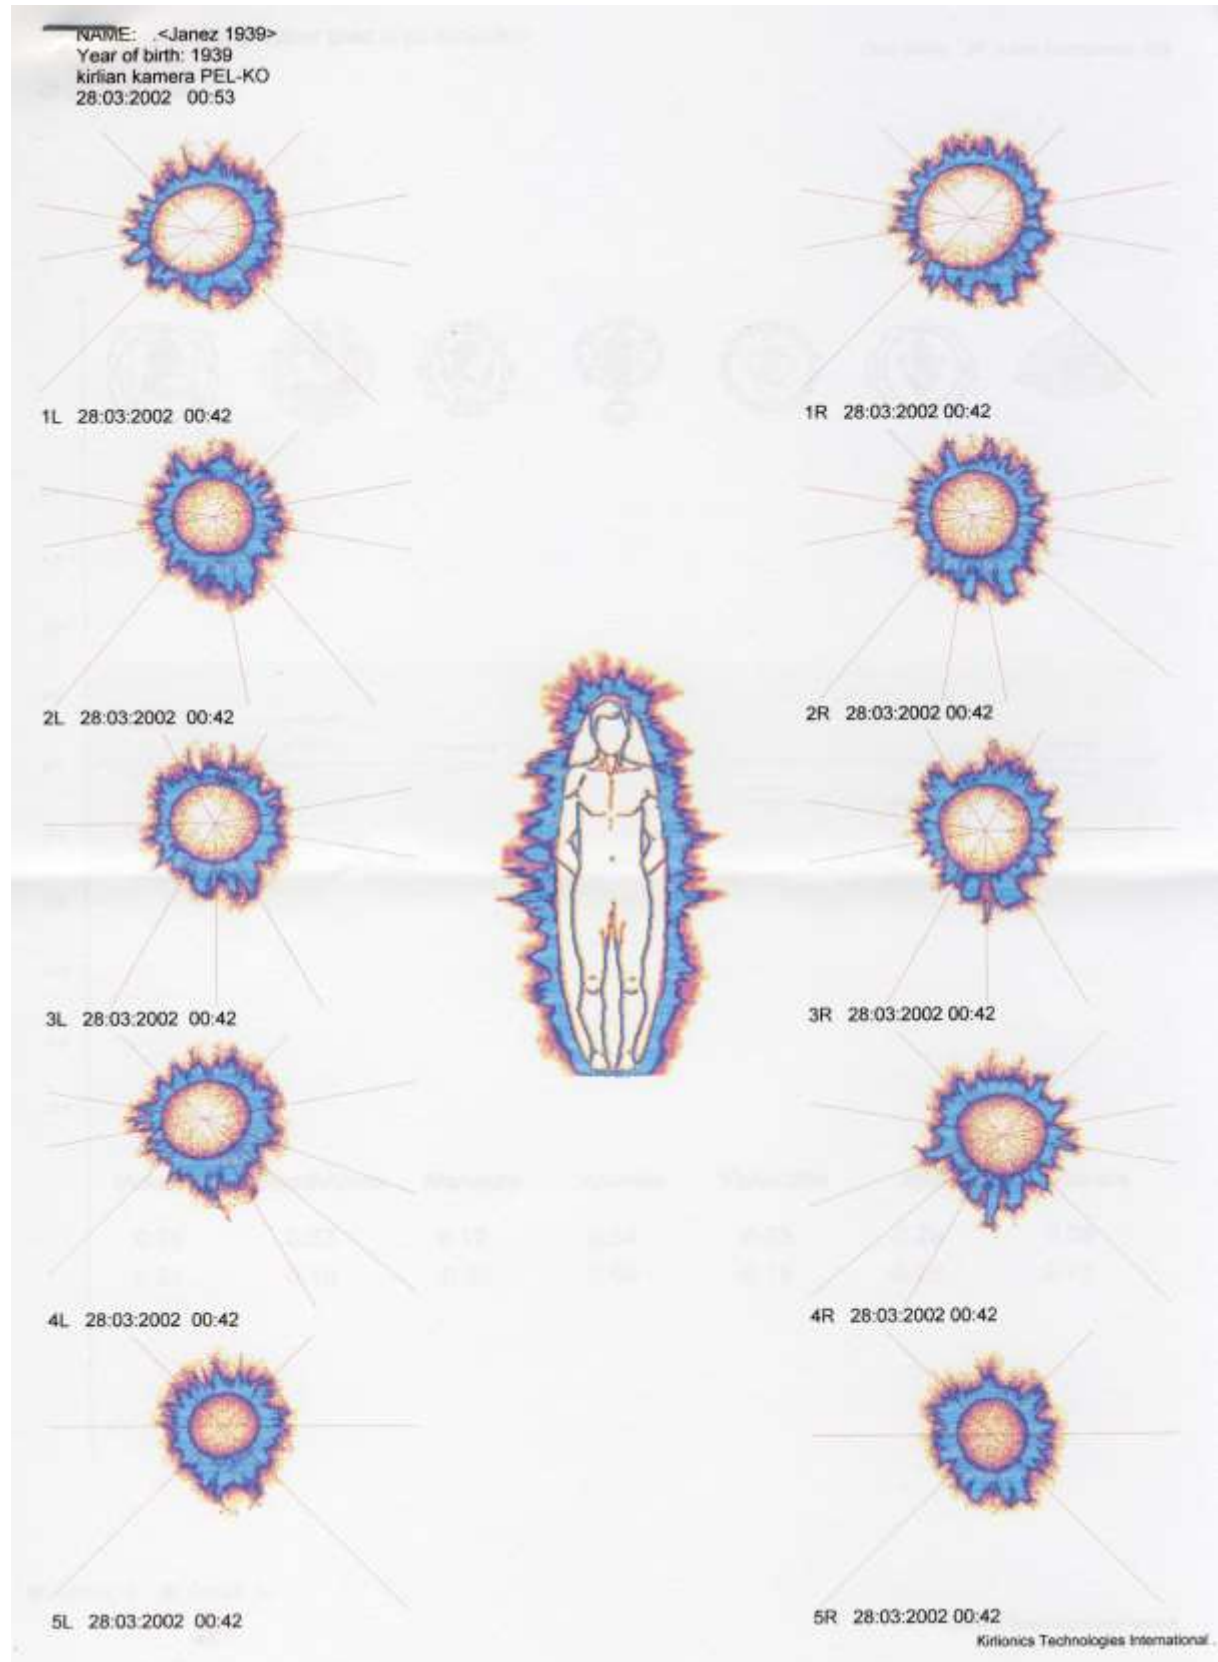 NAME: .<Janez 1939>
Year of birth: 1939
kirlian kamera PEL-KO
28:03:2002 00:53
1L 28:03:2002 00:42
1R 28:03:2002 00:42
2L 28:03:2002 00:42
2R 28:03:2002 00:42
3L 28:03:2002 00:42
3R 28:03:2002 00:42
4L 28:03:2002 00:42
4R 28:03:2002 00:42
5L 28:03:2002 00:42
5R 28:03:2002 00:42
Kirlionics Technologies International .